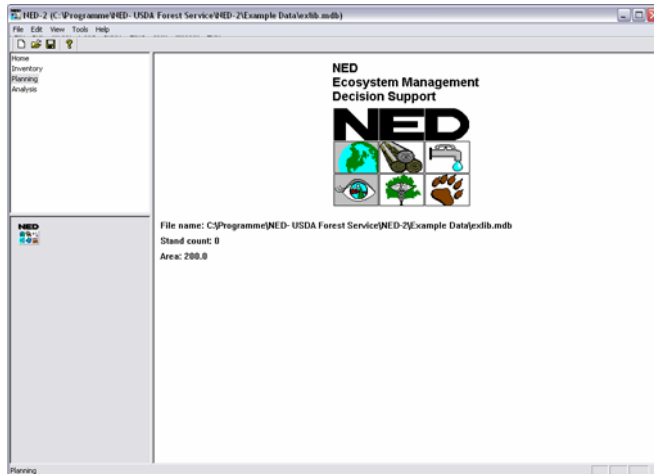 NED-2 (C:\Programme\NED- USDA Forest Service\NED-2\Example Data\exlib.mdb)
File Edit View Tools Help
Home
Inventory
Planning
Analysis
NED
Ecosystem Management
Decision Support
NED
NED
File name: C:\Programme\NED- USDA Forest Service\NED-2\Example Data\exlib.mdb
Stand count: 0
Area: 200.0
Planning